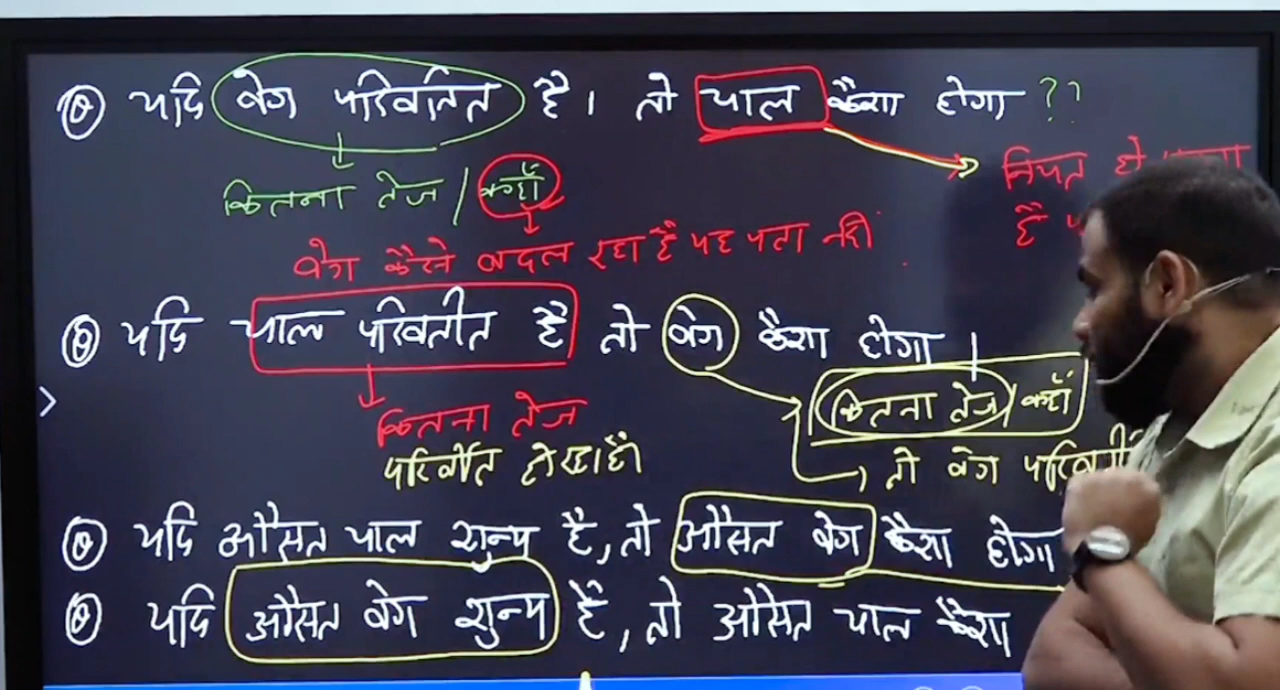 यदि वेग परिवर्तित है। तो चाल कैसा होगा ??
नियत हो
है
कितना तेज / कहाँ
वेग कैसे बदल रहा है यह पता नहीं
यदि चाल परिवर्तीत है तो वेग कैसा होगा।
कितना तेज / कहाँ
कितना तेज
परिवर्तित हो रहा है।
तो वेग
यदि औसत चाल शुन्य है, तो औसत वेग कैसा होगा
यदि औसत वेग शुन्य है, तो औसत चाल कैसा